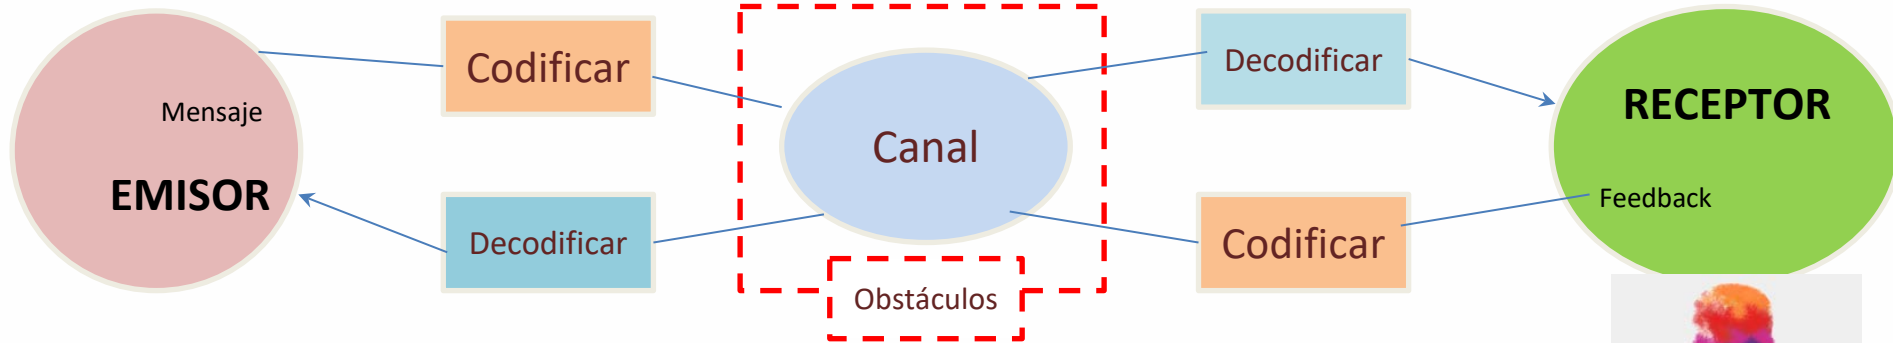 Mensaje
EMISOR
Codificar
Decodificar
Canal
Obstáculos
Decodificar
Codificar
RECEPTOR
Feedback